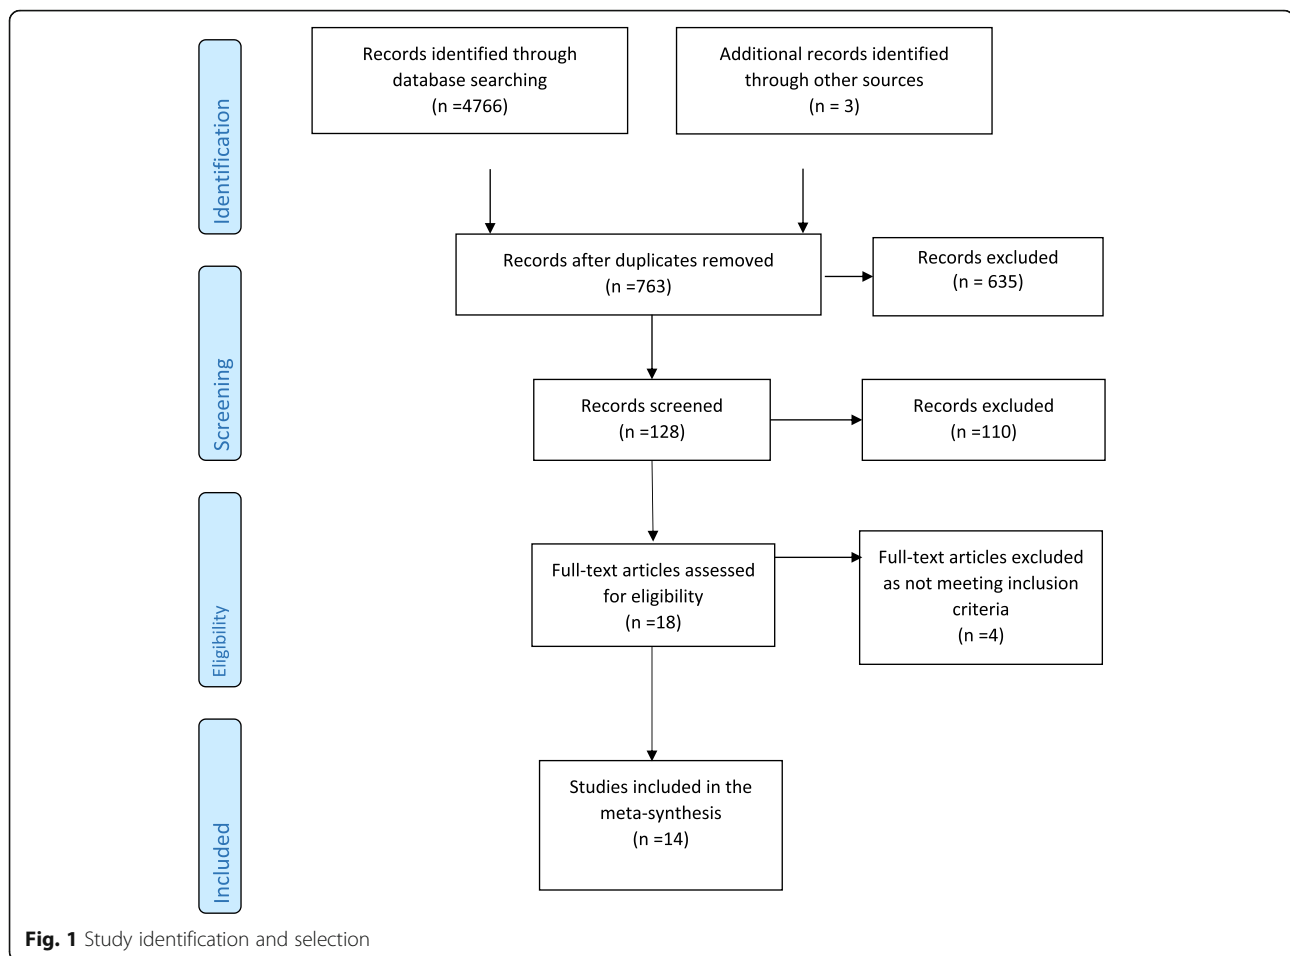 Identification
Records identified through
database searching
(n =4766)
Additional records identified
through other sources
(n = 3)
Screening
Records after duplicates removed
(n =763)
Records excluded
(n = 635)
Records screened
(n =128)
Records excluded
(n =110)
Eligibility
Full-text articles assessed
for eligibility
(n =18)
Full-text articles excluded
as not meeting inclusion
criteria
(n =4)
Included
Studies included in the
meta-synthesis
(n =14)
Fig. 1 Study identification and selection